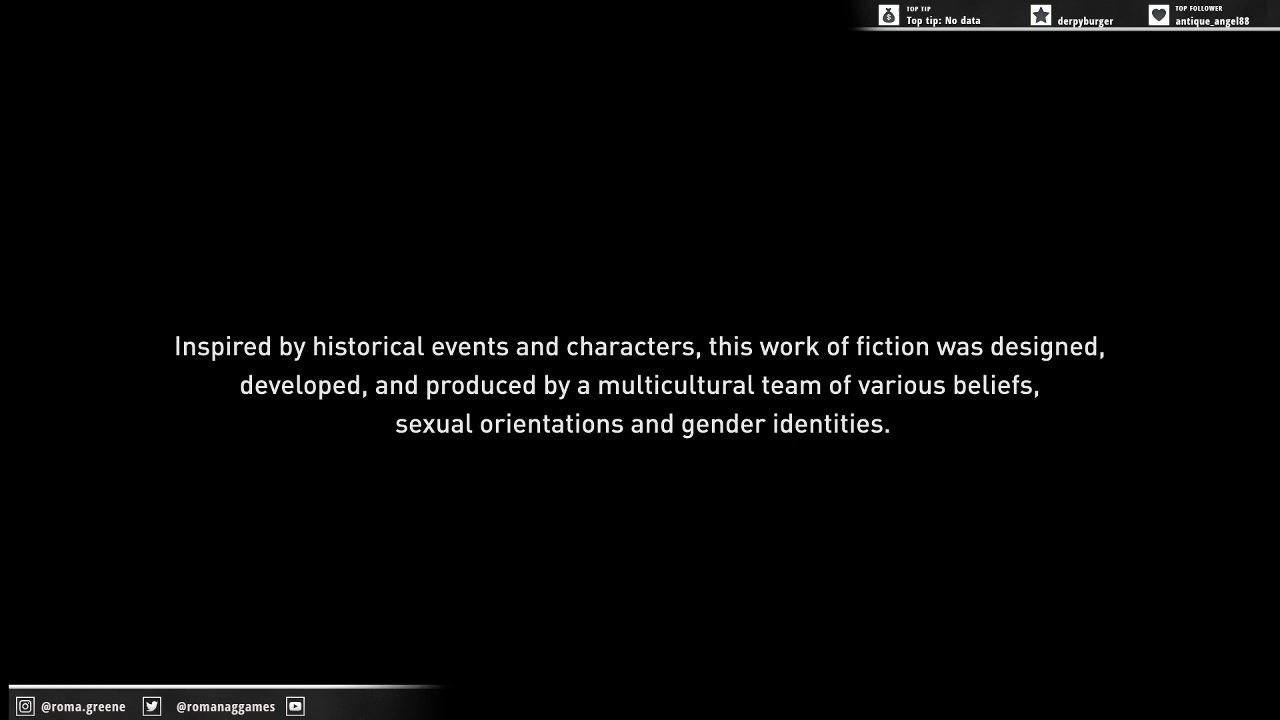 TOP TIP
Top tip: No data
derpyburger
TOP FOLLOWER
antique_angel88
Inspired by historical events and characters, this work of fiction was designed,
developed, and produced by a multicultural team of various beliefs,
sexual orientations and gender identities.
@roma.greene
@romanaggames